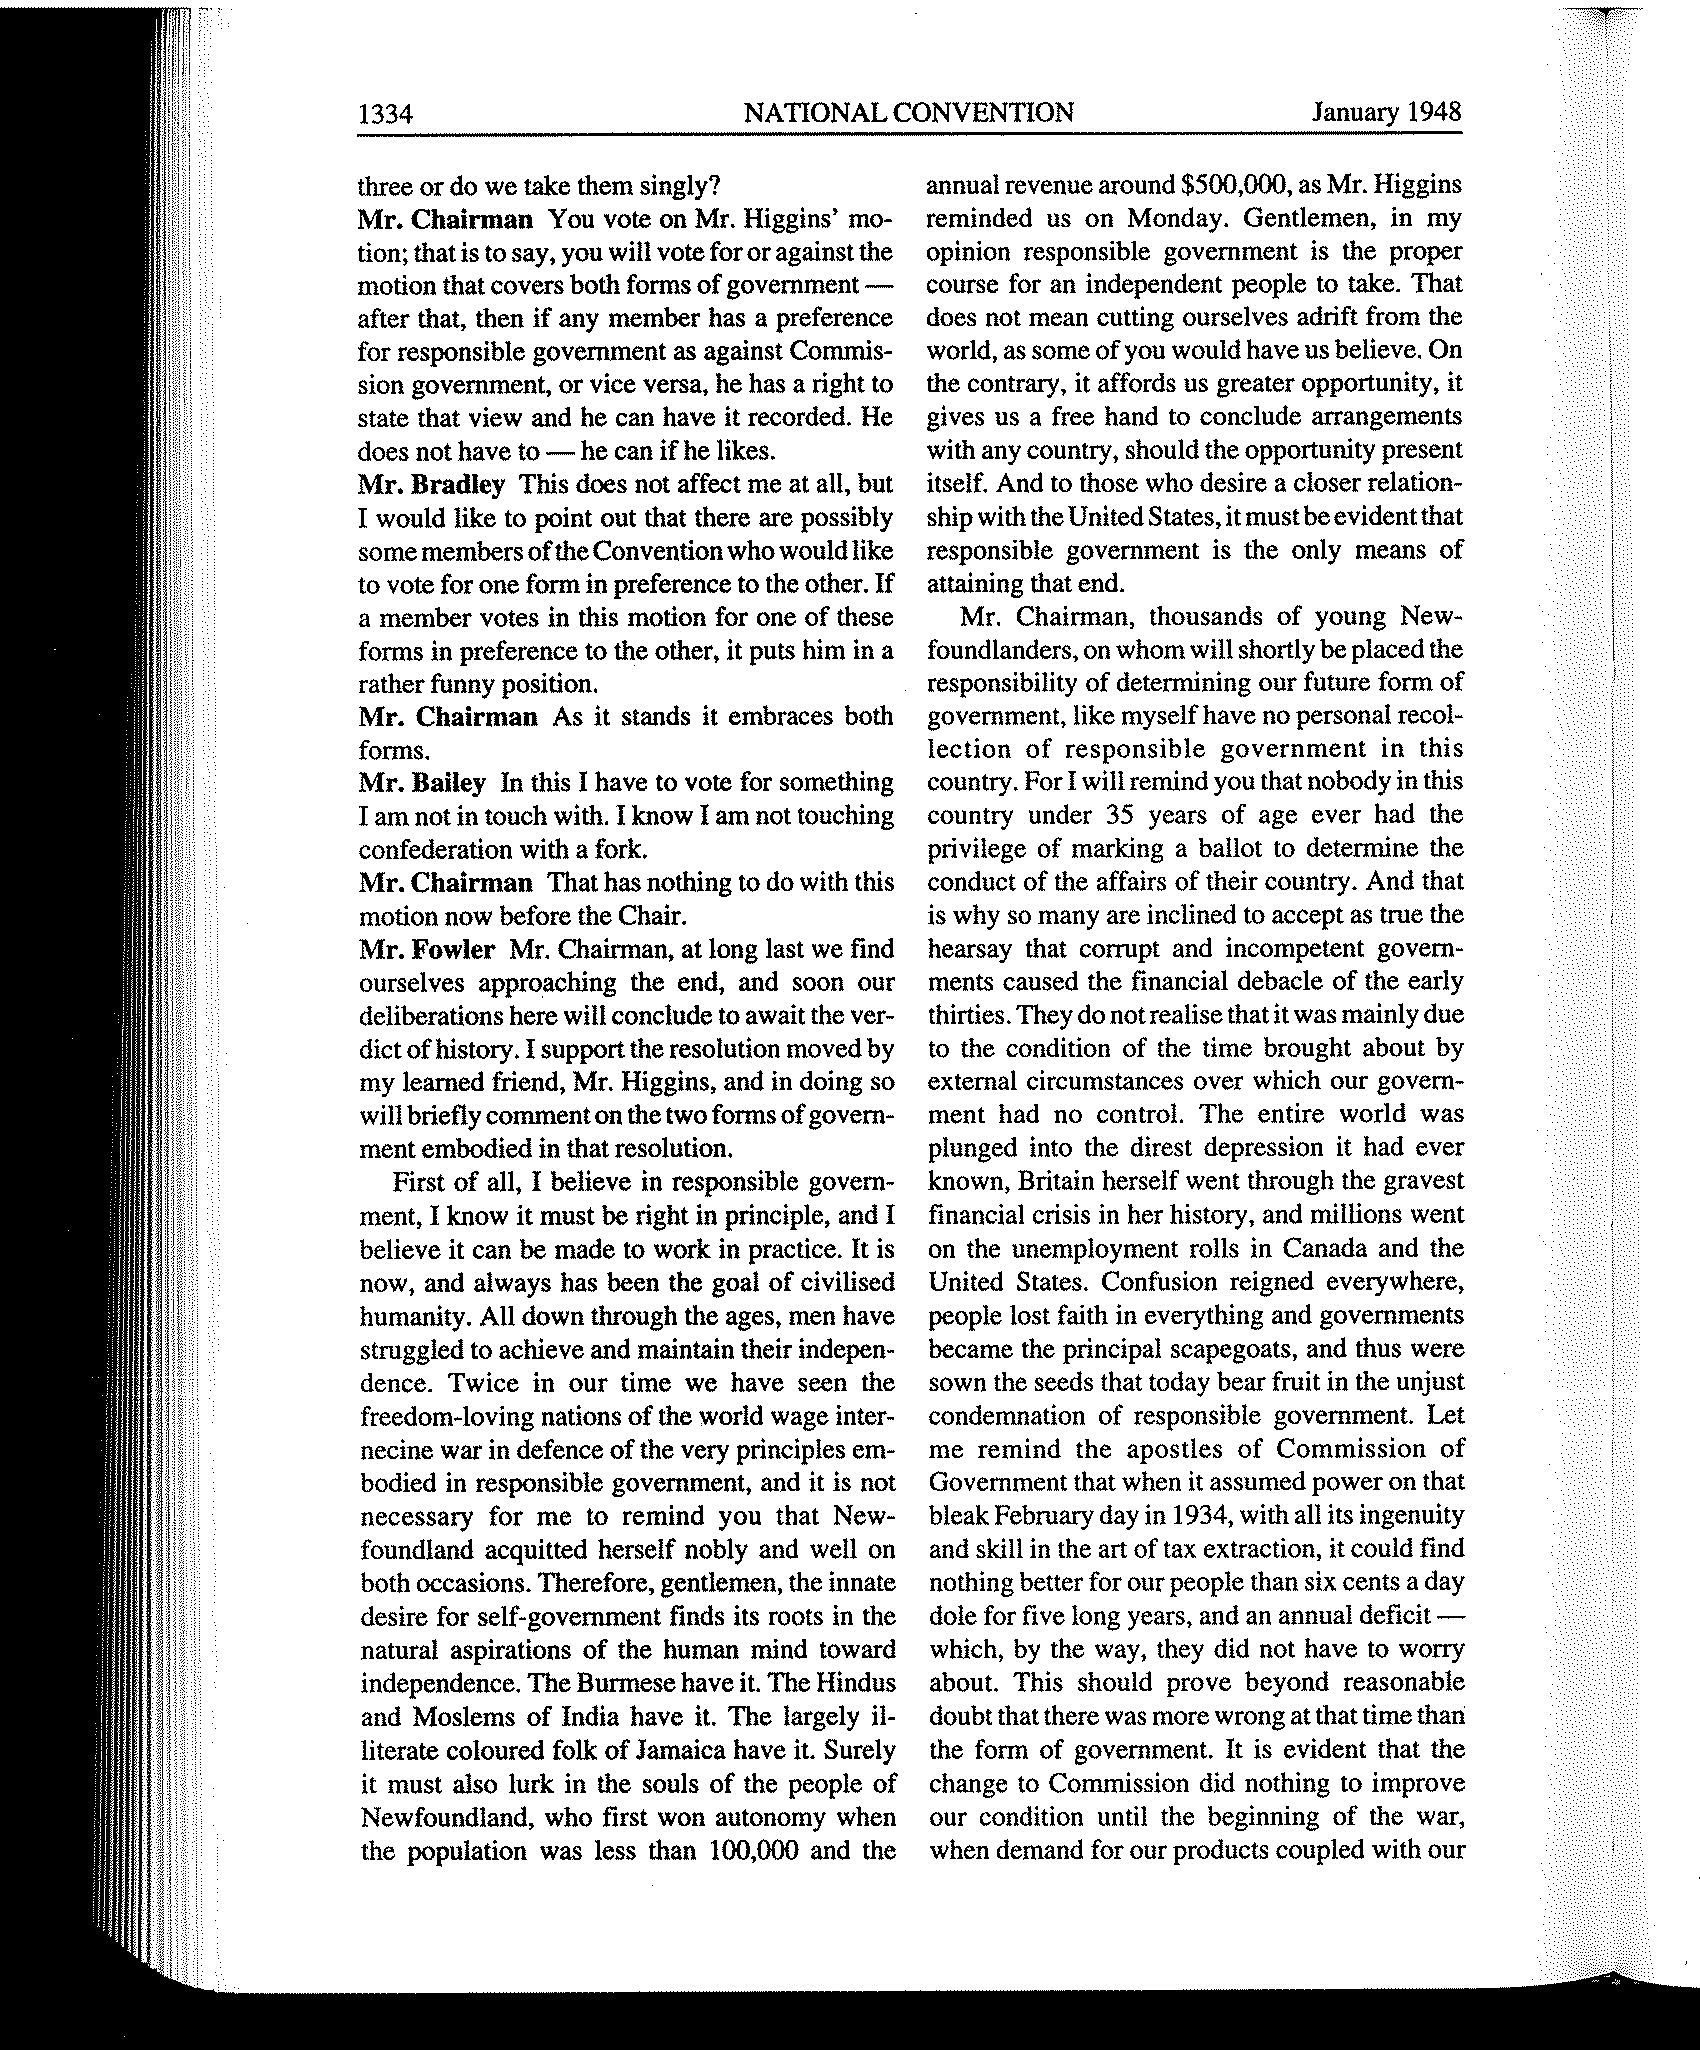 1334 NATIONAL CONVENTION January 1948
three or do we take them singly?
Mr. Chairman You vote on Mr. Higgins' mo-
tion; that is to say, you will vote for or against the
motion that covers both forms of government —
after that, then if any member has a preference
for responsible government as against Commis-
sion government, or vice versa, he has a right to
state that view and he can have it recorded. He
does not have to — he can if he likes.
Mr. Bradley This does not affect me at all, but
I would like to point out that there are possibly
some members of the Convention who would like
to vote for one form in preference to the other. If
a member votes in this motion for one of these
forms in preference to the other, it puts him in a
rather funny position.
Mr. Chairman As it stands it embraces both
forms.
Mr. Bailey In this I have to vote for something
I am not in touch with. I know I am not touching
confederation with a fork.
Mr. Chairman That has nothing to do with this
motion now before the Chair.
Mr. Fowler Mr. Chairman, at long last we find
ourselves approaching the end, and soon our
deliberations here will conclude to await the ver-
dict of history. I support the resolution moved by
my learned friend, Mr. Higgins, and in doing so
will briefly comment on the two forms of govern-
ment embodied in that resolution.
First of all, I believe in responsible govern-
ment, I know it must be right in principle, and I
believe it can be made to work in practice. It is
now, and always has been the goal of civilised
humanity. All down through the ages, men have
struggled to achieve and maintain their indepen-
dence. Twice in our time we have seen the
freedom-loving nations of the world wage inter-
necine war in defence of the very principles em-
bodied in responsible government, and it is not
necessary for me to remind you that New-
foundland acquitted herself nobly and well on
both occasions. Therefore, gentlemen, the innate
desire for self-government finds its roots in the
natural aspirations of the human mind toward
independence. The Burmese have it. The Hindus
and Moslems of India have it. The largely il-
literate coloured folk of Jamaica have it. Surely
it must also lurk in the souls of the people of
Newfoundland, who first won autonomy when
the population was less than 100,000 and the
annual revenue around $500,000, as Mr. Higgins
reminded us on Monday. Gentlemen, in my
opinion responsible government is the proper
course for an independent people to take. That
does not mean cutting ourselves adrift from the
world, as some of you would have us believe. On
the contrary, it affords us greater opportunity, it
gives us a free hand to conclude arrangements
with any country, should the opportunity present
itself. And to those who desire a closer relation-
ship with the United States, it must be evident that
responsible government is the only means of
attaining that end.
Mr. Chairman, thousands of young New-
foundlanders, on whom will shortly be placed the
responsibility of determining our future form of
government, like myself have no personal recol-
lection of responsible government in this
country. For I will remind you that nobody in this
country under 35 years of age ever had the
privilege of marking a ballot to determine the
conduct of the affairs of their country. And that
is why so many are inclined to accept as true the
hearsay that corrupt and incompetent govern-
ments caused the financial debacle of the early
thirties. They do not realise that it was mainly due
to the condition of the time brought about by
external circumstances over which our govern-
ment had no control. The entire world was
plunged into the direst depression it had ever
known, Britain herself went through the gravest
financial crisis in her history, and millions went
on the unemployment rolls in Canada and the
United States. Confusion reigned everywhere,
people lost faith in everything and governments
became the principal scapegoats, and thus were
sown the seeds that today bear fruit in the unjust
condemnation of responsible government. Let
me remind the apostles of Commission of
Government that when it assumed power on that
bleak February day in 1934, with all its ingenuity
and skill in the art of tax extraction, it could find
nothing better for our people than six cents a day
dole for five long years, and an annual deficit —
which, by the way, they did not have to worry
about. This should prove beyond reasonable
doubt that there was more wrong at that time than
the form of government. It is evident that the
change to Commission did nothing to improve
our condition until the beginning of the war,
when demand for our products coupled with our